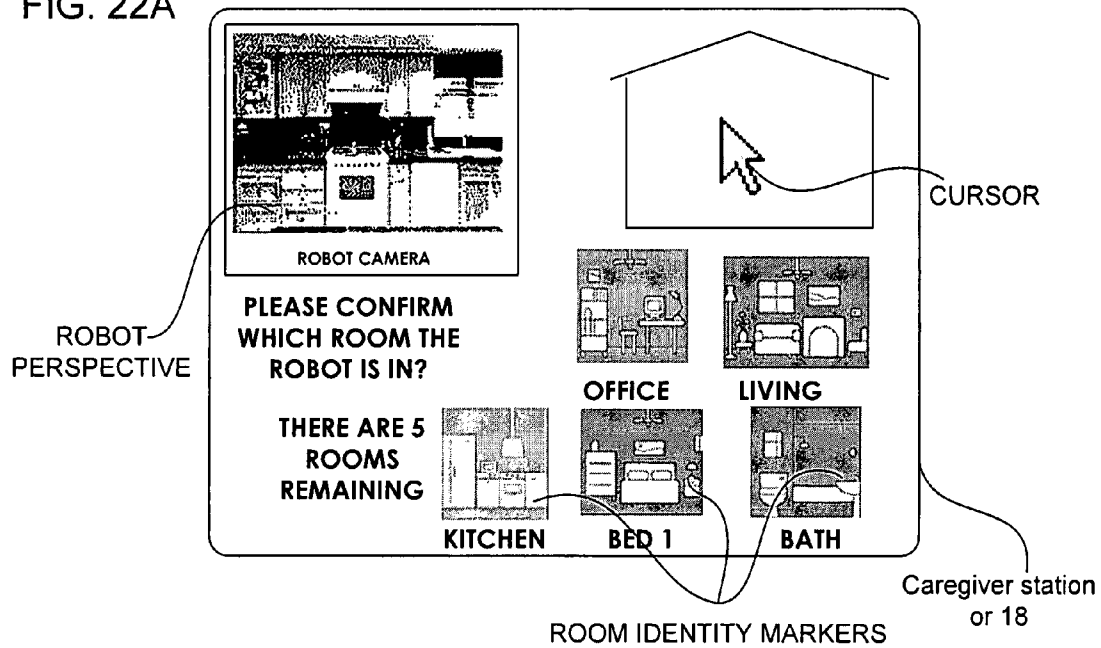 FIG. 22A
ROBOT CAMERA
CURSOR
PLEASE CONFIRM
WHICH ROOM THE
ROBOT IS IN?
ROBOT
PERSPECTIVE
OFFICE
LIVING
THERE ARE 5
ROOMS
REMAINING
KITCHEN
BED 1
BATH
Caregiver station
or 18
ROOM IDENTITY MARKERS